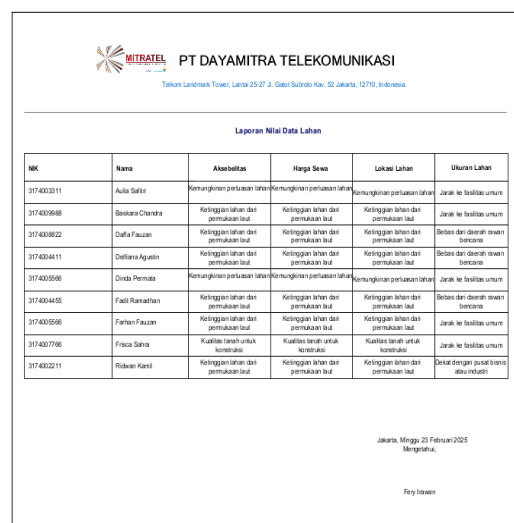 MITRATEL
PT DAYAMITRA TELEKOMUNIKASI
Telkom Landmark Tower, Lantai 25-27 Jl. Gatot Subroto Kav. 52 Jakarta, 12710, Indonesia.
Laporan Nilai Data Lahan
NIK Nama Aksebelitas Harga Sewa Lokasi Lahan Ukuran Lahan
3174003311 Aulia Safitri Kemungkinan perluasan lahan Kemungkinan perluasan lahan Kemungkinan perluasan lahan Jarak ke fasilitas umum
3174009988 Baskara Chandra Ketinggian lahan dari permukaan laut Ketinggian lahan dari permukaan laut Ketinggian lahan dari permukaan laut Jarak ke fasilitas umum
3174008822 Daffa Fauzan Ketinggian lahan dari permukaan laut Ketinggian lahan dari permukaan laut Ketinggian lahan dari permukaan laut Bebas dari daerah rawan bencana
3174004411 Delfiana Agustin Ketinggian lahan dari permukaan laut Ketinggian lahan dari permukaan laut Ketinggian lahan dari permukaan laut Bebas dari daerah rawan bencana
3174005566 Dinda Permata Kemungkinan perluasan lahan Kemungkinan perluasan lahan Kemungkinan perluasan lahan Jarak ke fasilitas umum
3174004455 Fadil Ramadhan Ketinggian lahan dari permukaan laut Ketinggian lahan dari permukaan laut Ketinggian lahan dari permukaan laut Bebas dari daerah rawan bencana
3174005566 Farhan Fauzan Ketinggian lahan dari permukaan laut Ketinggian lahan dari permukaan laut Ketinggian lahan dari permukaan laut Jarak ke fasilitas umum
3174007766 Frisca Sahra Kualitas tanah untuk konstruksi Kualitas tanah untuk konstruksi Kualitas tanah untuk konstruksi Jarak ke fasilitas umum
3174002211 Ridwan Kamil Ketinggian lahan dari permukaan laut Ketinggian lahan dari permukaan laut Ketinggian lahan dari permukaan laut Dekat dengan pusat bisnis atau industri
Jakarta, Minggu 23 Februari 2025
Mengetahui,
Fery Irawan